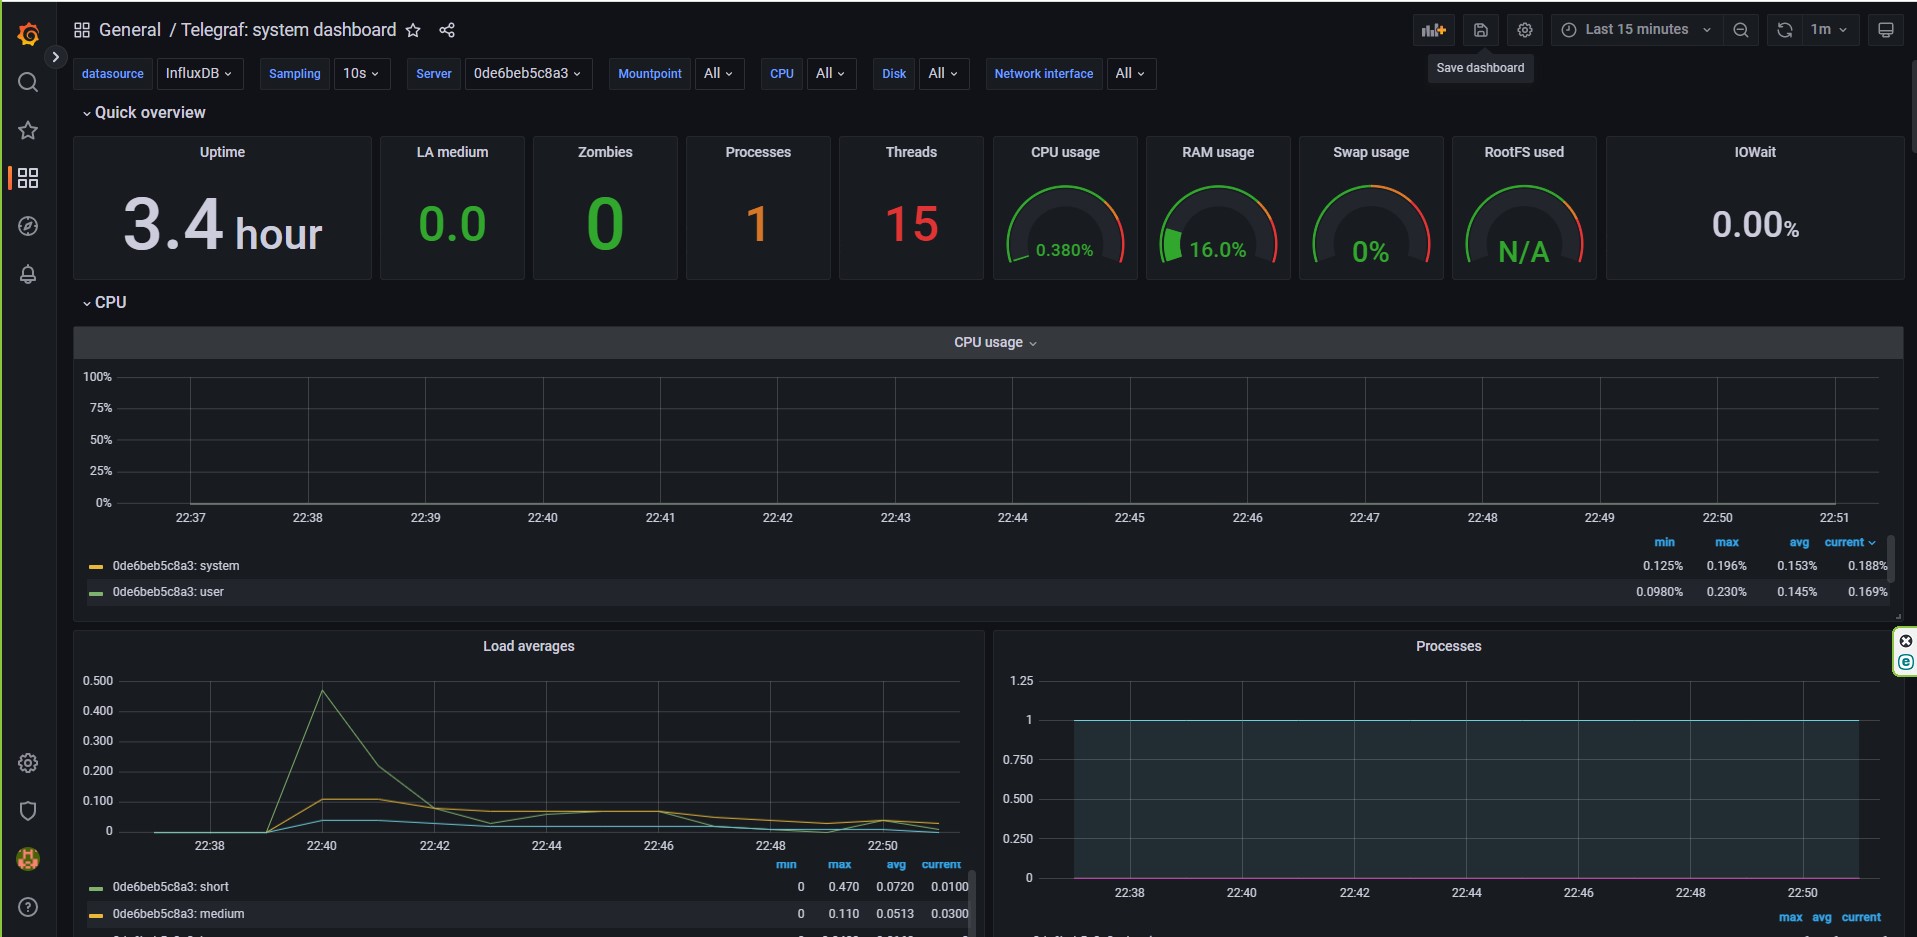 General / Telegraf: system dashboard
Last 15 minutes
1m
Save dashboard
datasource InfluxDB Sampling 10s Server 0de6beb5c8a3 Mountpoint All CPU All Disk All Network interface All
Quick overview
Uptime
3.4 hour
LA medium
0.0
Zombies
0
Processes
1
Threads
15
CPU usage
0.380%
RAM usage
16.0%
Swap usage
0%
RootFS used
N/A
IOWait
0.00%
CPU
CPU usage
100%
75%
50%
25%
0%
22:37 22:38 22:39 22:40 22:41 22:42 22:43 22:44 22:45 22:46 22:47 22:48 22:49 22:50 22:51
min max avg current
0de6beb5c8a3: system 0.125% 0.196% 0.153% 0.188%
0de6beb5c8a3: user 0.0980% 0.230% 0.145% 0.169%
Load averages
0.500
0.400
0.300
0.200
0.100
0
22:38 22:40 22:42 22:44 22:46 22:48 22:50
min max avg current
0de6beb5c8a3: short 0 0.470 0.0720 0.0100
0de6beb5c8a3: medium 0 0.110 0.0513 0.0300
Processes
1.25
1
0.750
0.500
0.250
0
22:38 22:40 22:42 22:44 22:46 22:48 22:50
max avg current